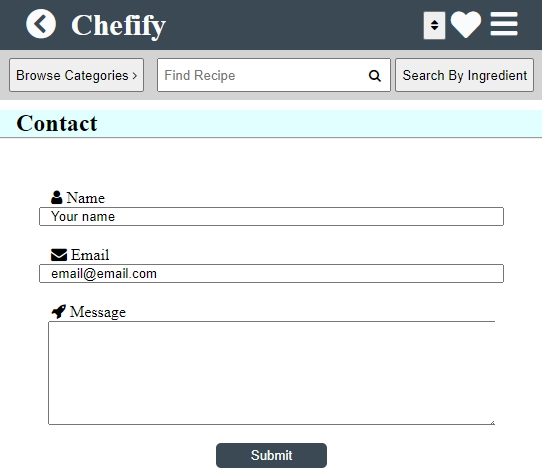 Chefify
Browse Categories ›
Find Recipe
Search By Ingredient
Contact
Name
Your name
Email
email@email.com
Message
Submit